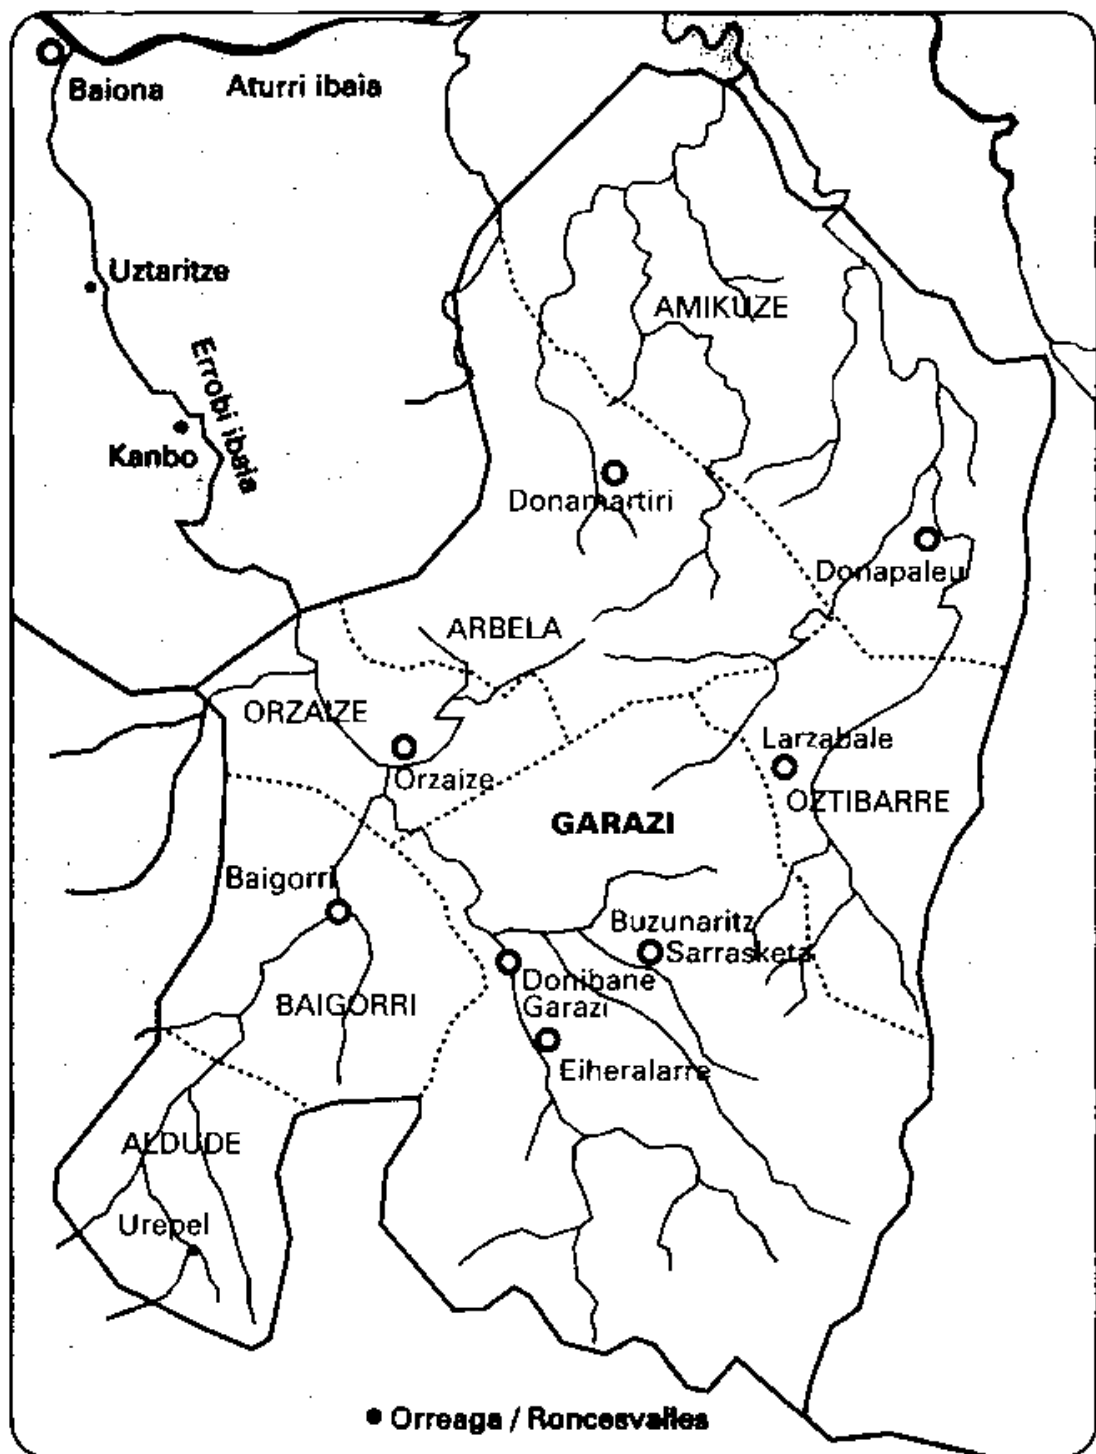 Baiona
Aturri ibaia
Uztaritze
AMIKUZE
Errobi ibaia
Kanbo
Donamartiri
Donapaleu
ARBELA
ORZAIZE
Orzaize
Larzabale
OZTIBARRE
GARAZI
Baigorri
Buzunaritz
Sarrasketa
Donibane
Garazi
BAIGORRI
Eiheralarre
ALDUDE
Urepel
Orreaga / Roncesvalles